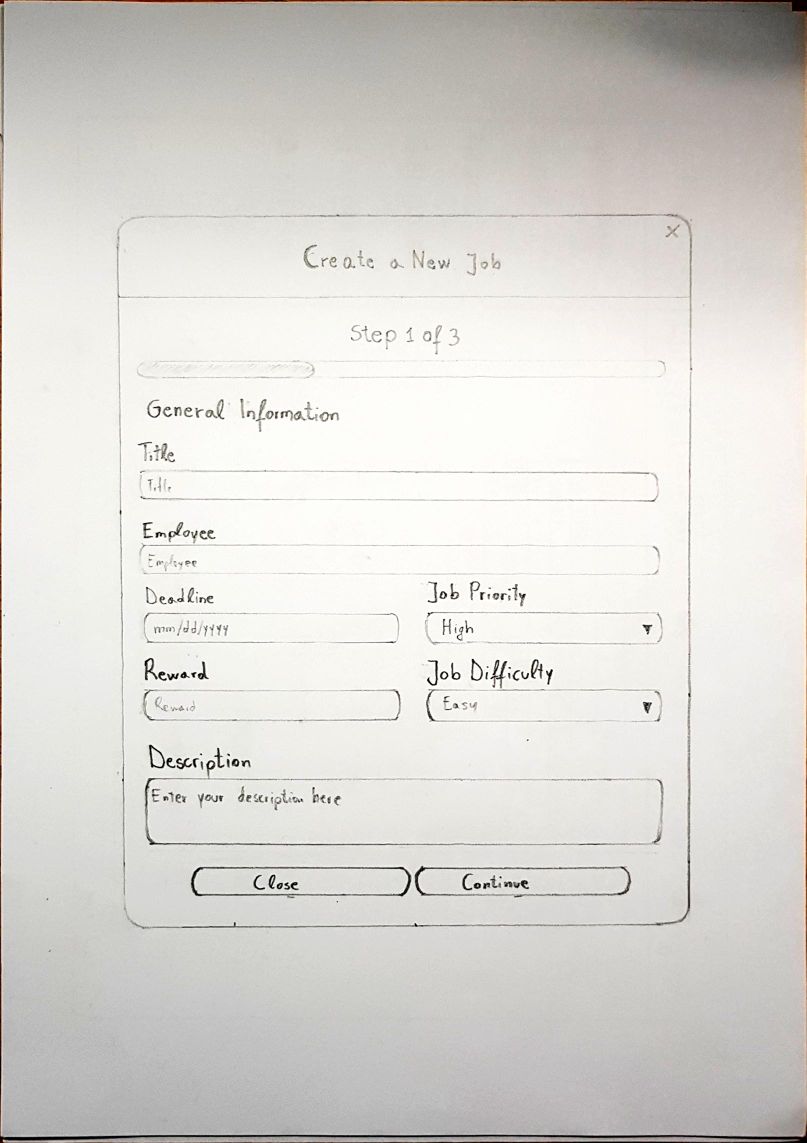 X
Create a New Job
Step 1 of 3
General Information
Title
Title
Employee
Employee
Deadline Job Priority
mm/dd/yyyy High
Reward Job Difficulty
Reward Easy
Description
Enter your description here
Close Continue